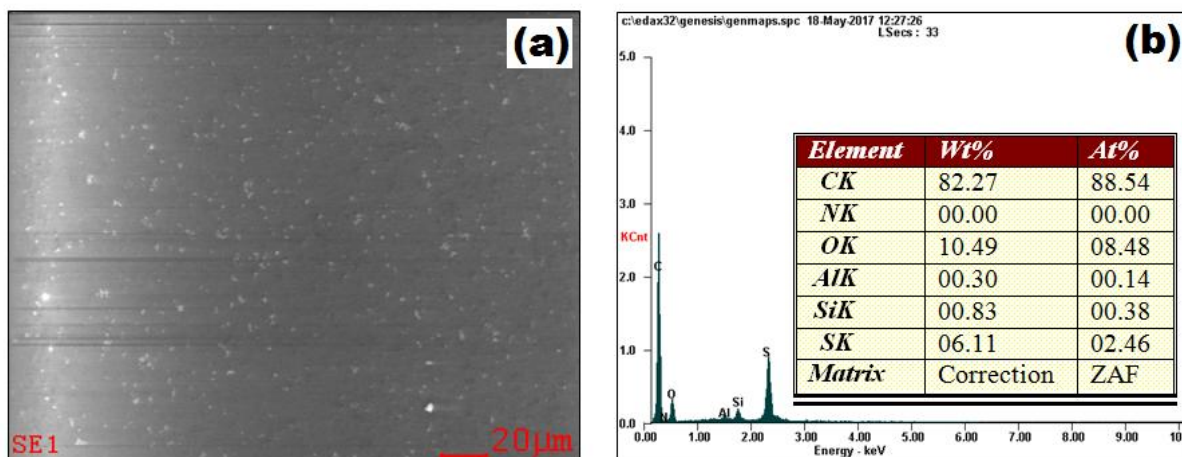 (a)
SE1
20µm
c:\edax32\genesis\genmaps.spc 18-May-2017 12:27:26
LSecs : 33
(b)
5.0
4.0
3.0
KCnt
2.0
1.0
0.0
C
N
O
Al
Si
S
0.00 1.00 2.00 3.00 4.00 5.00 6.00 7.00 8.00 9.00 10
Energy - keV
Element Wt% At%
CK 82.27 88.54
NK 00.00 00.00
OK 10.49 08.48
AlK 00.30 00.14
SiK 00.83 00.38
SK 06.11 02.46
Matrix Correction ZAF